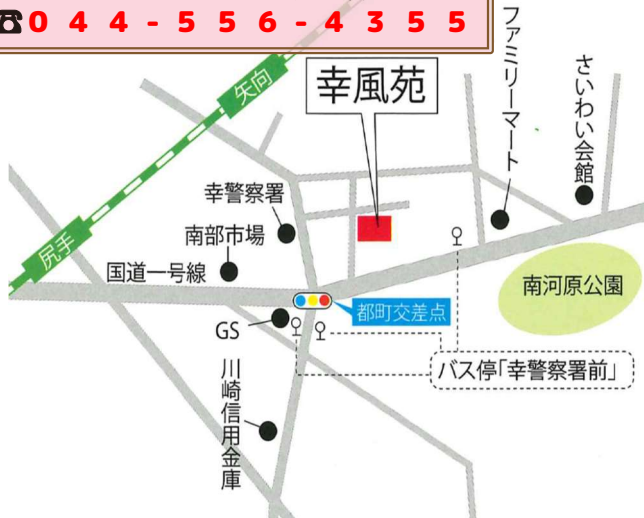 ☎044-556-4355
ファミリーマート
さいわい会館
矢向
幸風苑
幸警察署
尻手
南部市場
国道一号線
南河原公園
都町交差点
GS
バス停「幸警察署前」
川崎信用金庫